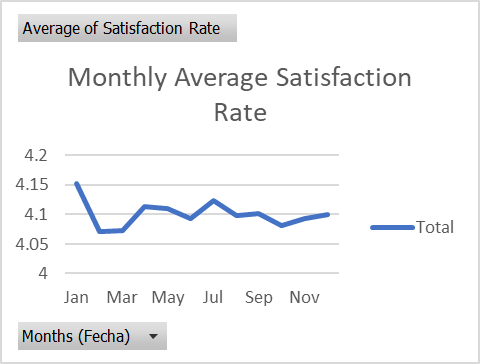 Average of Satisfaction Rate
Monthly Average Satisfaction
Rate
4.2
4.15
4.1
4.05
4
Jan Mar May Jul Sep Nov
Total
Months (Fecha)